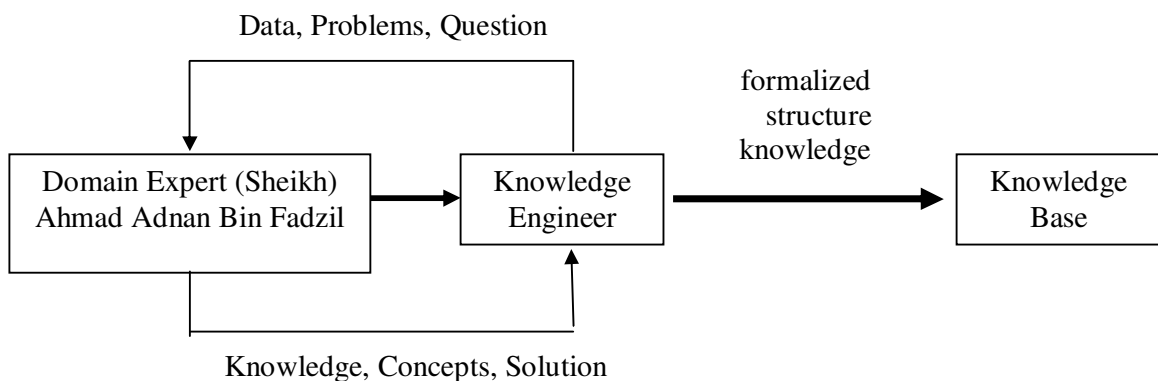 Data, Problems, Question
formalized
structure
knowledge
Domain Expert (Sheikh)
Ahmad Adnan Bin Fadzil
Knowledge
Engineer
Knowledge
Base
Knowledge, Concepts, Solution